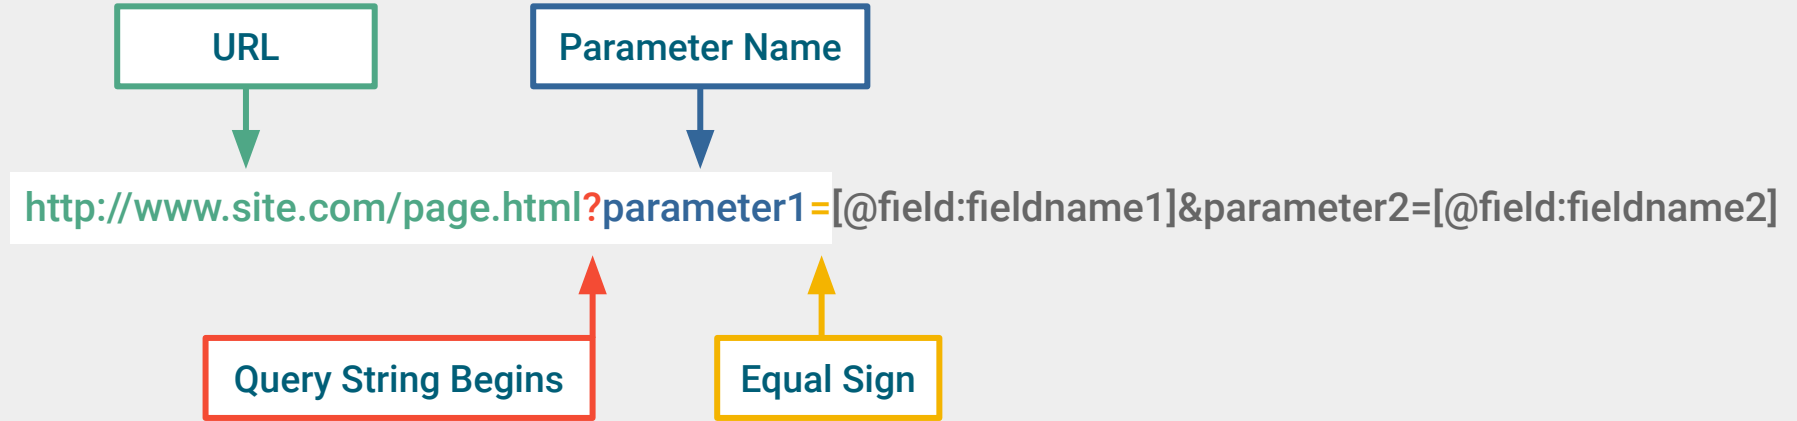 URL
Parameter Name
http://www.site.com/page.html?parameter1=[@field:fieldname1]&parameter2=[@field:fieldname2]
Query String Begins
Equal Sign